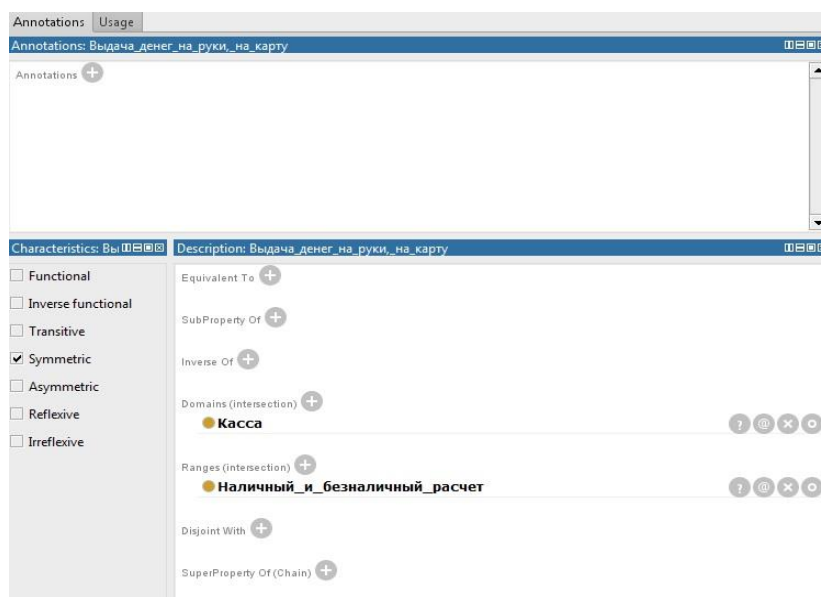 Annotations Usage
Annotations: Выдача_денег_на_руки,_на_карту
Annotations
Characteristics: Вы
Description: Выдача_денег_на_руки,_на_карту
Functional
Inverse functional
Transitive
Symmetric
Asymmetric
Reflexive
Irreflexive
Equivalent To
SubProperty Of
Inverse Of
Domains (intersection)
Касса
Ranges (intersection)
Наличный_и_безналичный_расчет
Disjoint With
SuperProperty Of (Chain)